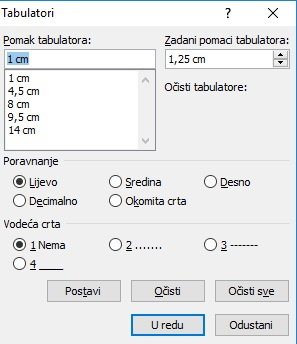 Tabulatori
Pomak tabulatora: Zadani pomaci tabulatora:
1 cm 1,25 cm
1 cm
4,5 cm
8 cm
9,5 cm
14 cm
Očisti tabulatore:
Poravnanje
Lijevo Sredina Desno
Decimalno Okomita crta
Vodeća crta
1 Nema 2 ....... 3 -------
4 ____
Postavi Očisti Očisti sve
U redu Odustani